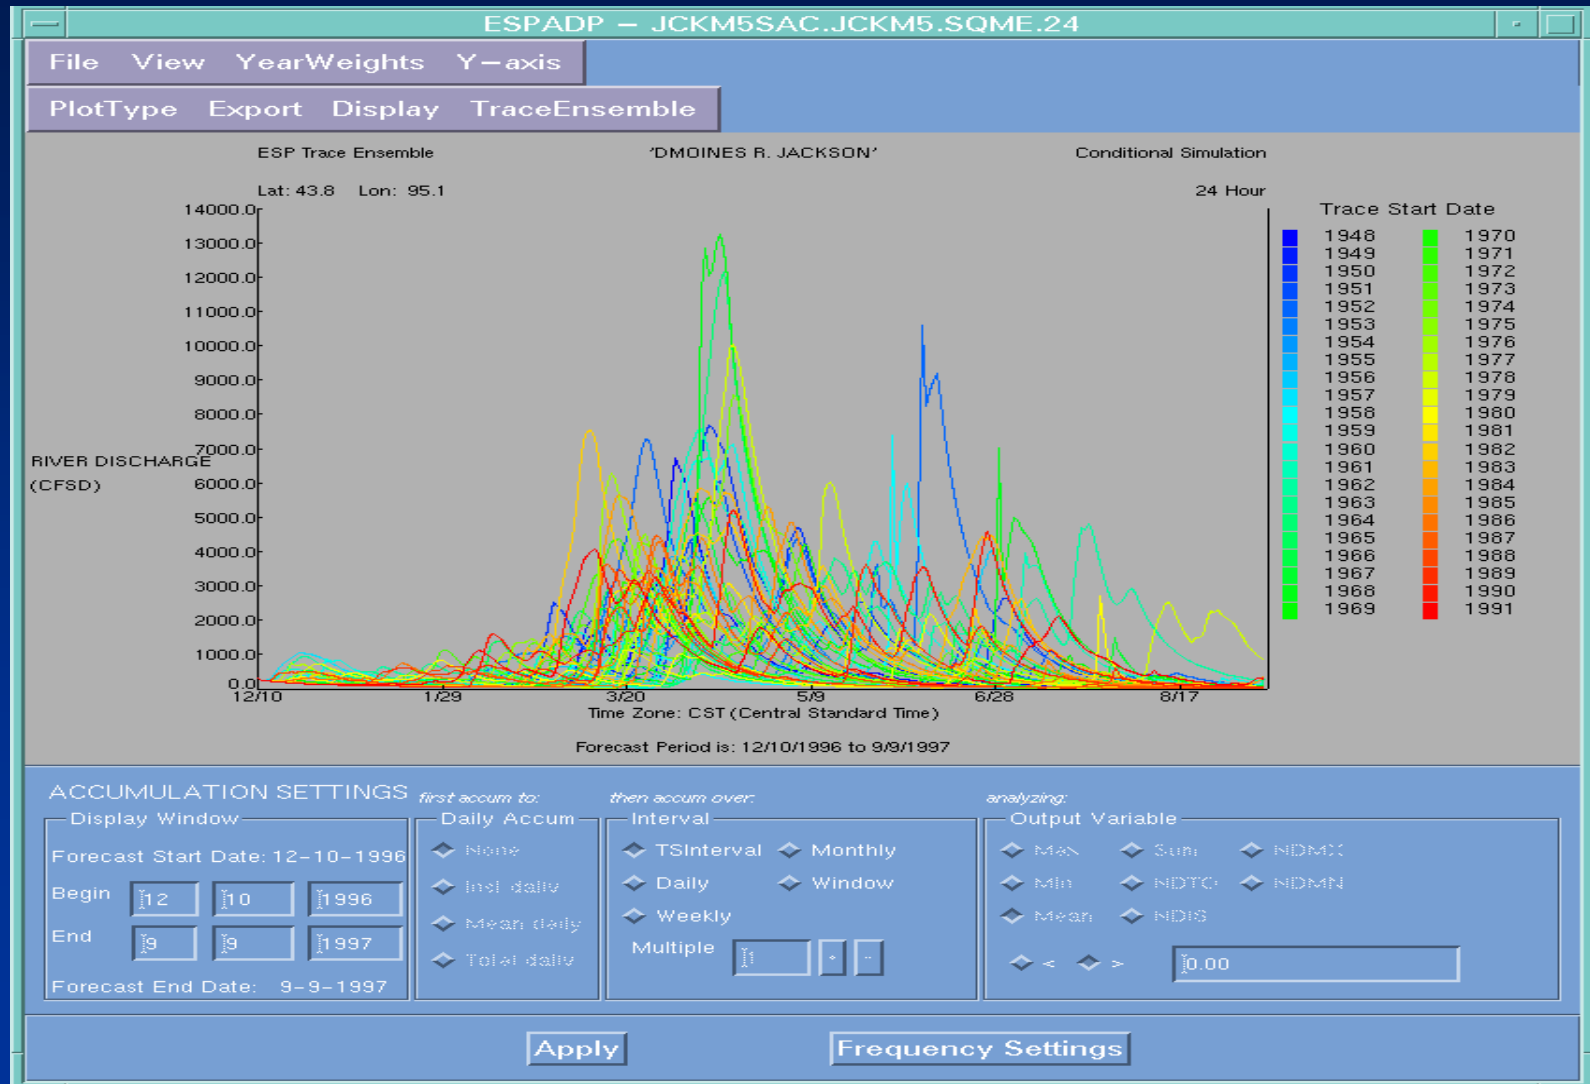 ESPADP – JCKM5SAC.JCKM5.SQME.24
File View YearWeights Y–axis
PlotType Export Display TraceEnsemble
ESP Trace Ensemble 'DMOINES R. JACKSON' Conditional Simulation
Lat: 43.8 Lon: 95.1 24 Hour
14000.0
13000.0
12000.0
11000.0
10000.0
9000.0
8000.0
7000.0
RIVER DISCHARGE
(CFSD)
6000.0
5000.0
4000.0
3000.0
2000.0
1000.0
0.0
12/10 1/29 3/20 5/9 6/28 8/17
Time Zone: CST (Central Standard Time)
Forecast Period is: 12/10/1996 to 9/9/1997
Trace Start Date
1948 1970
1949 1971
1950 1972
1951 1973
1952 1974
1953 1975
1954 1976
1955 1977
1956 1978
1957 1979
1958 1980
1959 1981
1960 1982
1961 1983
1962 1984
1963 1985
1964 1986
1965 1987
1966 1988
1967 1989
1968 1990
1969 1991
ACCUMULATION SETTINGS first accum to: then accum over: analyzing:
Display Window
Forecast Start Date: 12-10-1996
Begin 12 10 1996
End 9 9 1997
Forecast End Date: 9-9-1997
Daily Accum
None
Inst daily
Mean daily
Total daily
Interval
TSInterval Monthly
Daily Window
Weekly
Multiple 1 + -
Output Variable
Max Sum NDMX
Min NDTO NDMN
Mean NDIS
< > 0.00
Apply Frequency Settings